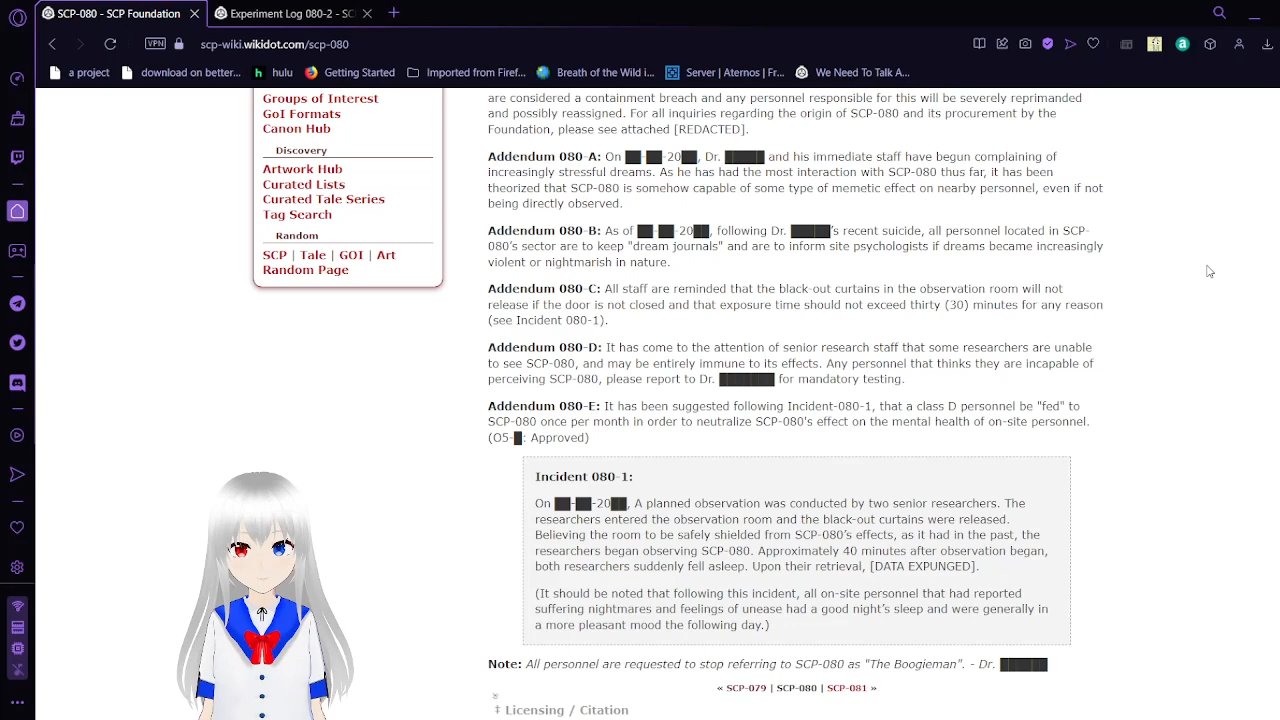 SCP-080 - SCP Foundation
Experiment Log 080-2 - SC
VPN
scp-wiki.wikidot.com/scp-080
a project
download on better...
hulu
Getting Started
Imported from Firef...
Breath of the Wild i...
Server | Aternos | Fr...
We Need To Talk A...
Groups of Interest
GoI Formats
Canon Hub
Discovery
Artwork Hub
Curated Lists
Curated Tale Series
Tag Search
Random
SCP | Tale | GOI | Art
Random Page
are considered a containment breach and any personnel responsible for this will be severely reprimanded
and possibly reassigned. For all inquiries regarding the origin of SCP-080 and its procurement by the
Foundation, please see attached [REDACTED].
Addendum 080-A: On ██-██-20██, Dr. █████ and his immediate staff have begun complaining of
increasingly stressful dreams. As he has had the most interaction with SCP-080 thus far, it has been
theorized that SCP-080 is somehow capable of some type of memetic effect on nearby personnel, even if not
being directly observed.
Addendum 080-B: As of ██-██-20██, following Dr. █████'s recent suicide, all personnel located in SCP-
080's sector are to keep "dream journals" and are to inform site psychologists if dreams became increasingly
violent or nightmarish in nature.
Addendum 080-C: All staff are reminded that the black-out curtains in the observation room will not
release if the door is not closed and that exposure time should not exceed thirty (30) minutes for any reason
(see Incident 080-1).
Addendum 080-D: It has come to the attention of senior research staff that some researchers are unable
to see SCP-080, and may be entirely immune to its effects. Any personnel that thinks they are incapable of
perceiving SCP-080, please report to Dr. ███████ for mandatory testing.
Addendum 080-E: It has been suggested following Incident-080-1, that a class D personnel be "fed" to
SCP-080 once per month in order to neutralize SCP-080's effect on the mental health of on-site personnel.
(O5-█: Approved)
Incident 080-1:
On ██-██-20██, A planned observation was conducted by two senior researchers. The
researchers entered the observation room and the black-out curtains were released.
Believing the room to be safely shielded from SCP-080's effects, as it had in the past, the
researchers began observing SCP-080. Approximately 40 minutes after observation began,
both researchers suddenly fell asleep. Upon their retrieval, [DATA EXPUNGED].
(It should be noted that following this incident, all on-site personnel that had reported
suffering nightmares and feelings of unease had a good night's sleep and were generally in
a more pleasant mood the following day.)
Note: All personnel are requested to stop referring to SCP-080 as "The Boogieman". - Dr. ██████
« SCP-079 | SCP-080 | SCP-081 »
‡ Licensing / Citation